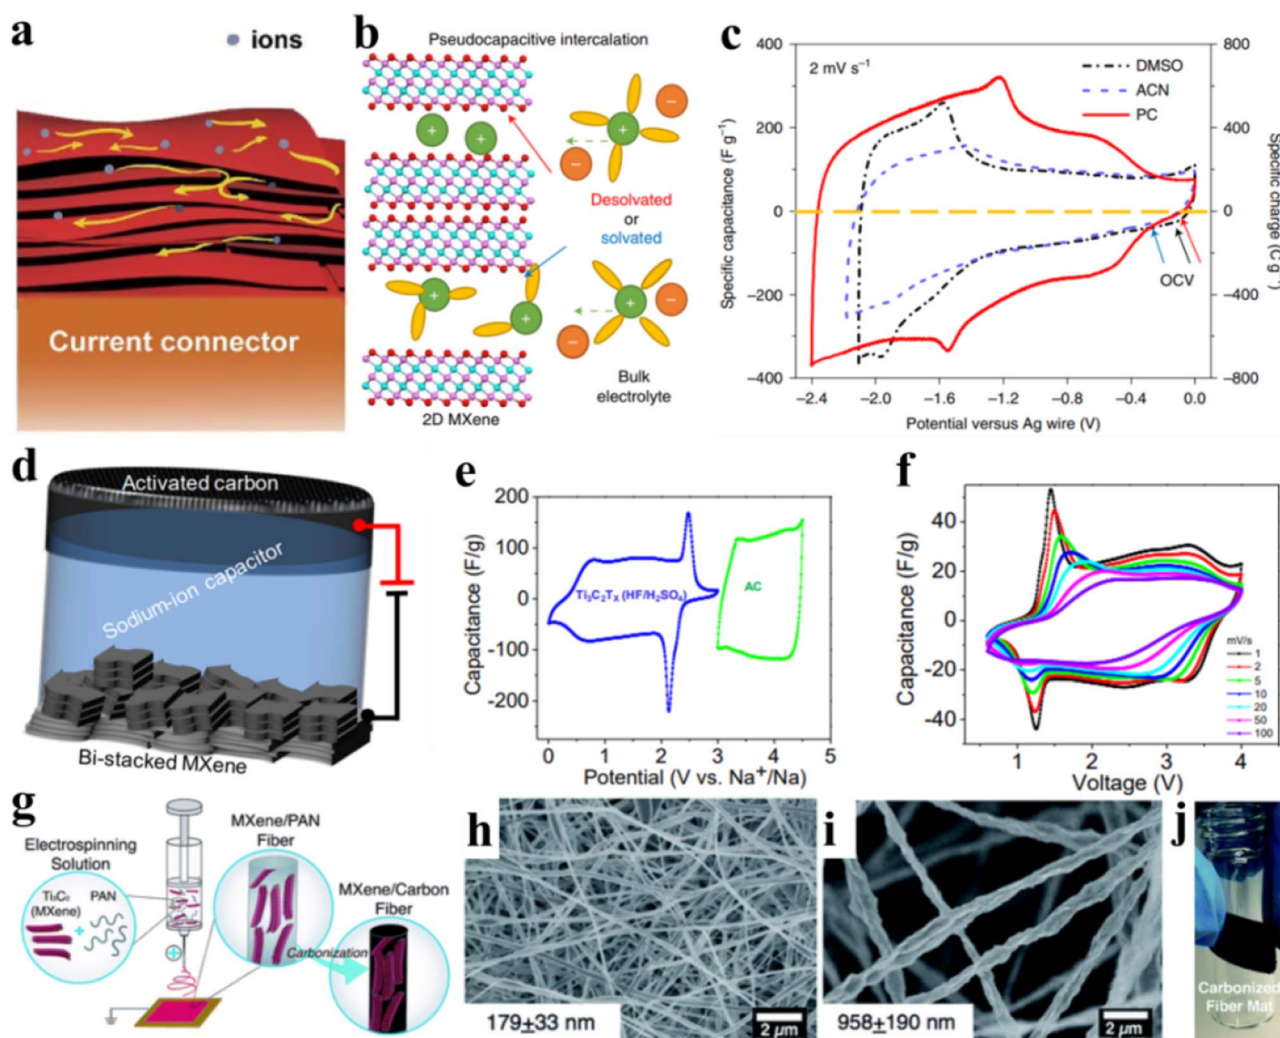 a
ions
Current connector
b
Pseudocapacitive intercalation
+
+
+
−
−
Desolvated
or
solvated
+
+
+
−
−
Bulk
electrolyte
2D MXene
c
2 mV s⁻¹
DMSO
ACN
PC
OCV
Specific capacitance (F g⁻¹)
400
200
0
−200
−400
Specific charge (C g⁻¹)
800
400
0
−400
−800
−2.4 −2.0 −1.6 −1.2 −0.8 −0.4 0.0
Potential versus Ag wire (V)
d
Activated carbon
Sodium-ion capacitor
Bi-stacked MXene
e
Capacitance (F/g)
200
100
0
-100
-200
Ti₃C₂Tₓ (HF/H₂SO₄)
AC
0 1 2 3 4 5
Potential (V vs. Na⁺/Na)
f
Capacitance (F/g)
40
20
0
-20
-40
mV/s
1
2
5
10
20
50
100
1 2 3 4
Voltage (V)
g
Electrospinning
Solution
Ti₃C₂
(MXene)
+
PAN
+
MXene/PAN
Fiber
Carbonization
MXene/Carbon
Fiber
h
179±33 nm
2 µm
i
958±190 nm
2 µm
j
Carbonized
Fiber Mat